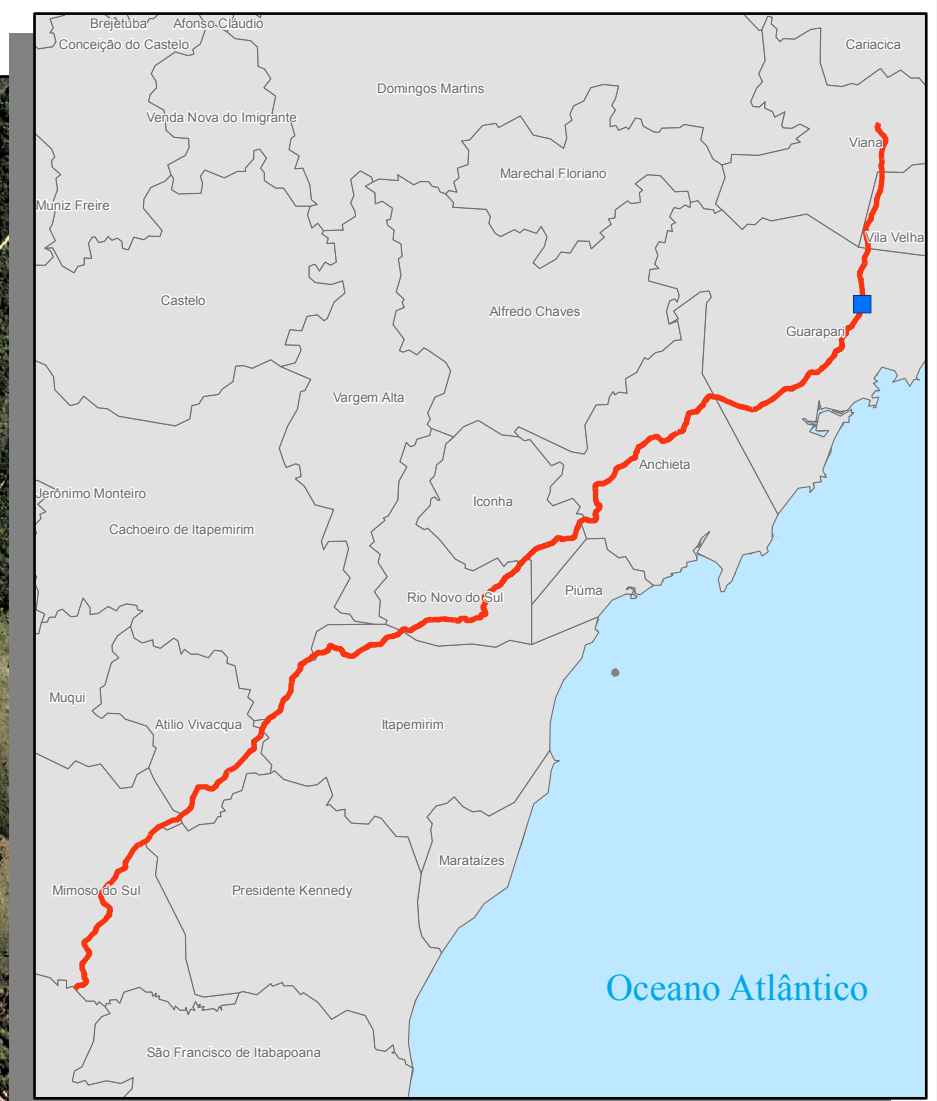 Brejetuba
Afonso Cláudio
Conceição do Castelo
Cariacica
Domingos Martins
Venda Nova do Imigrante
Viana
Marechal Floriano
Muniz Freire
Vila Velha
Castelo
Alfredo Chaves
Guarapari
Vargem Alta
Anchieta
Jerônimo Monteiro
Iconha
Cachoeiro de Itapemirim
Piúma
Rio Novo do Sul
Muqui
Atilio Vivacqua
Itapemirim
Marataízes
Mimoso do Sul
Presidente Kennedy
Oceano Atlântico
São Francisco de Itabapoana